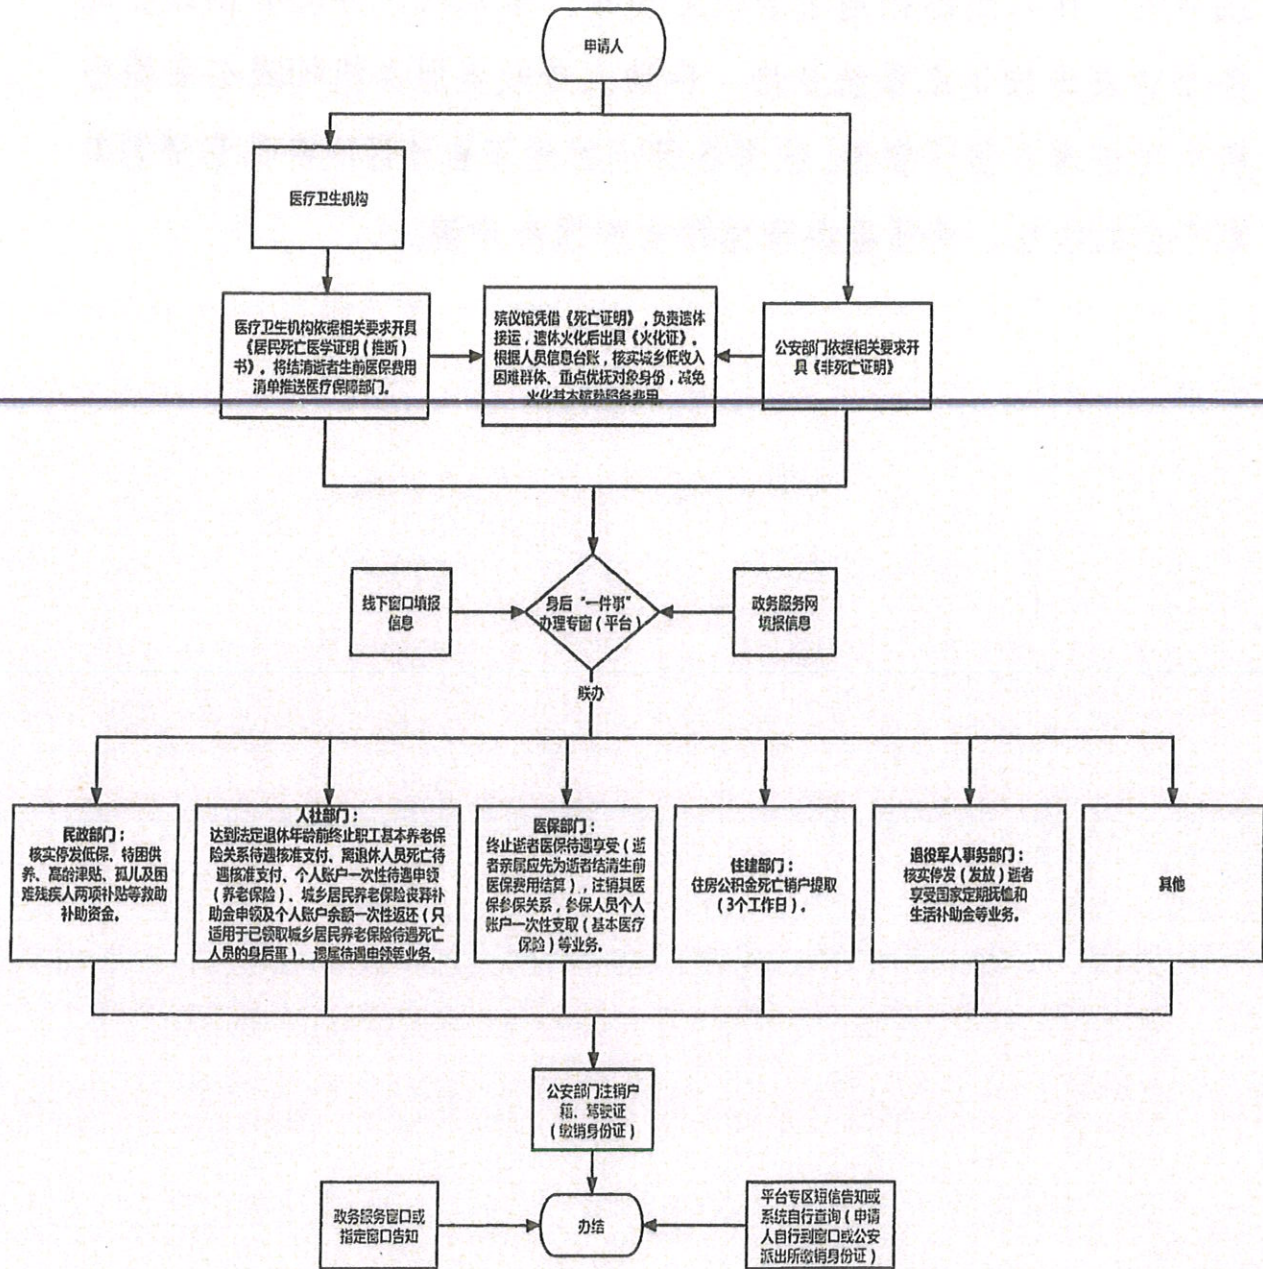 申请人
医疗卫生机构
医疗卫生机构依据相关要求开具
《居民死亡医学证明（推断）
书》。将结消逝者生前医保费用
清单推送医疗保障部门。
殡仪馆凭借《死亡证明》，负责遗体
接运，遗体火化后出具《火化证》。
根据人员信息台账，核实城乡低收入
困难群体、重点优抚对象身份，减免
火化基本殡葬服务费用。
公安部门依据相关要求开
具《非死亡证明》
线下窗口填报
信息
身后“一件事”
办理专窗（平台）
政务服务网
填报信息
联办
民政部门：
核实停发低保、特困供
养、高龄津贴、孤儿及困
难残疾人两项补贴等救助
补助资金。
人社部门：
达到法定退休年龄前终止职工基本养老保
险关系待遇核准支付、离退休人员死亡待
遇核准支付、个人账户一次性待遇申领
（养老保险）、城乡居民养老保险丧葬补
助金申领及个人账户余额一次性返还（只
适用于已领取城乡居民养老保险待遇死亡
人员的身后事）、遗属待遇申领等业务。
医保部门：
终止逝者医保待遇享受（逝
者亲属应先为逝者结清生前
医保费用结算），注销其医
保参保关系，参保人员个人
账户一次性支取（基本医疗
保险）等业务。
住建部门：
住房公积金死亡销户提取
（3个工作日）。
退役军人事务部门：
核实停发（发放）逝者
享受国家定期抚恤和
生活补助金等业务。
其他
公安部门注销户
籍、驾驶证
（缴销身份证）
政务服务窗口或
指定窗口告知
办结
平台专区短信告知或
系统自行查询（申请
人自行到窗口或公安
派出所缴销身份证）